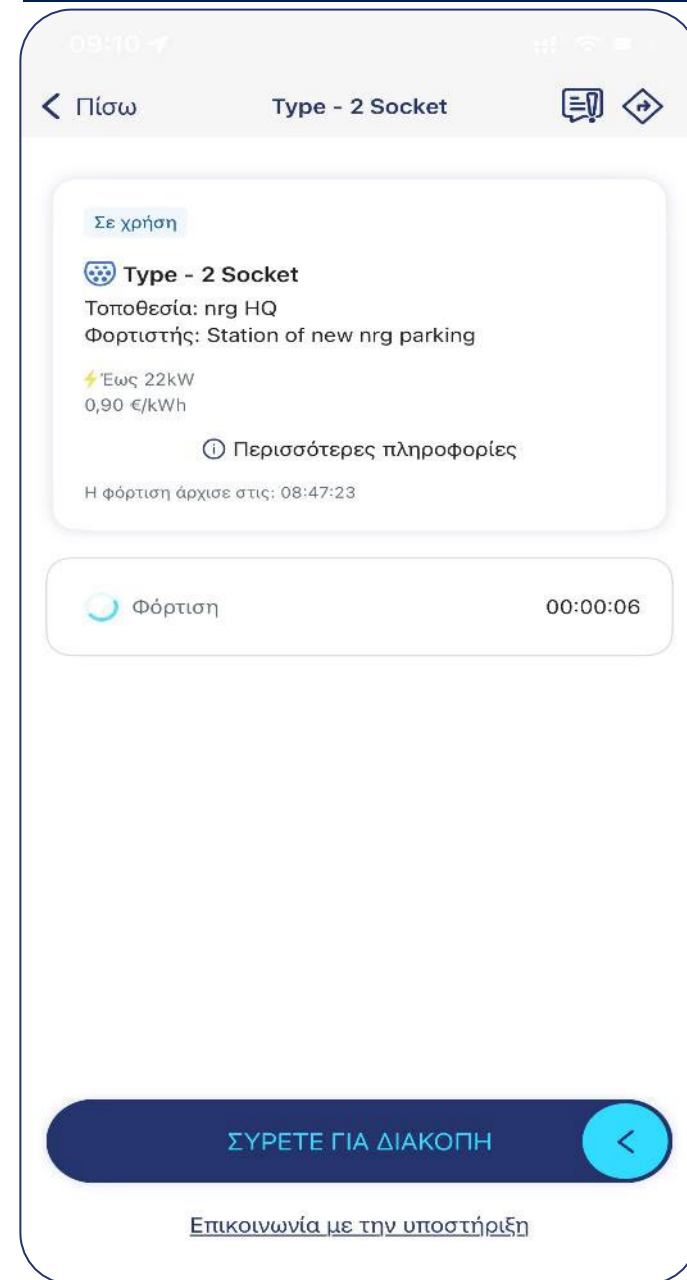 09:10
Πίσω
Type - 2 Socket
Σε χρήση
Type - 2 Socket
Τοποθεσία: nrg HQ
Φορτιστής: Station of new nrg parking
Έως 22kW
0,90 €/kWh
Περισσότερες πληροφορίες
Η φόρτιση άρχισε στις: 08:47:23
Φόρτιση 00:00:06
ΣΥΡΕΤΕ ΓΙΑ ΔΙΑΚΟΠΗ
Επικοινωνία με την υποστήριξη